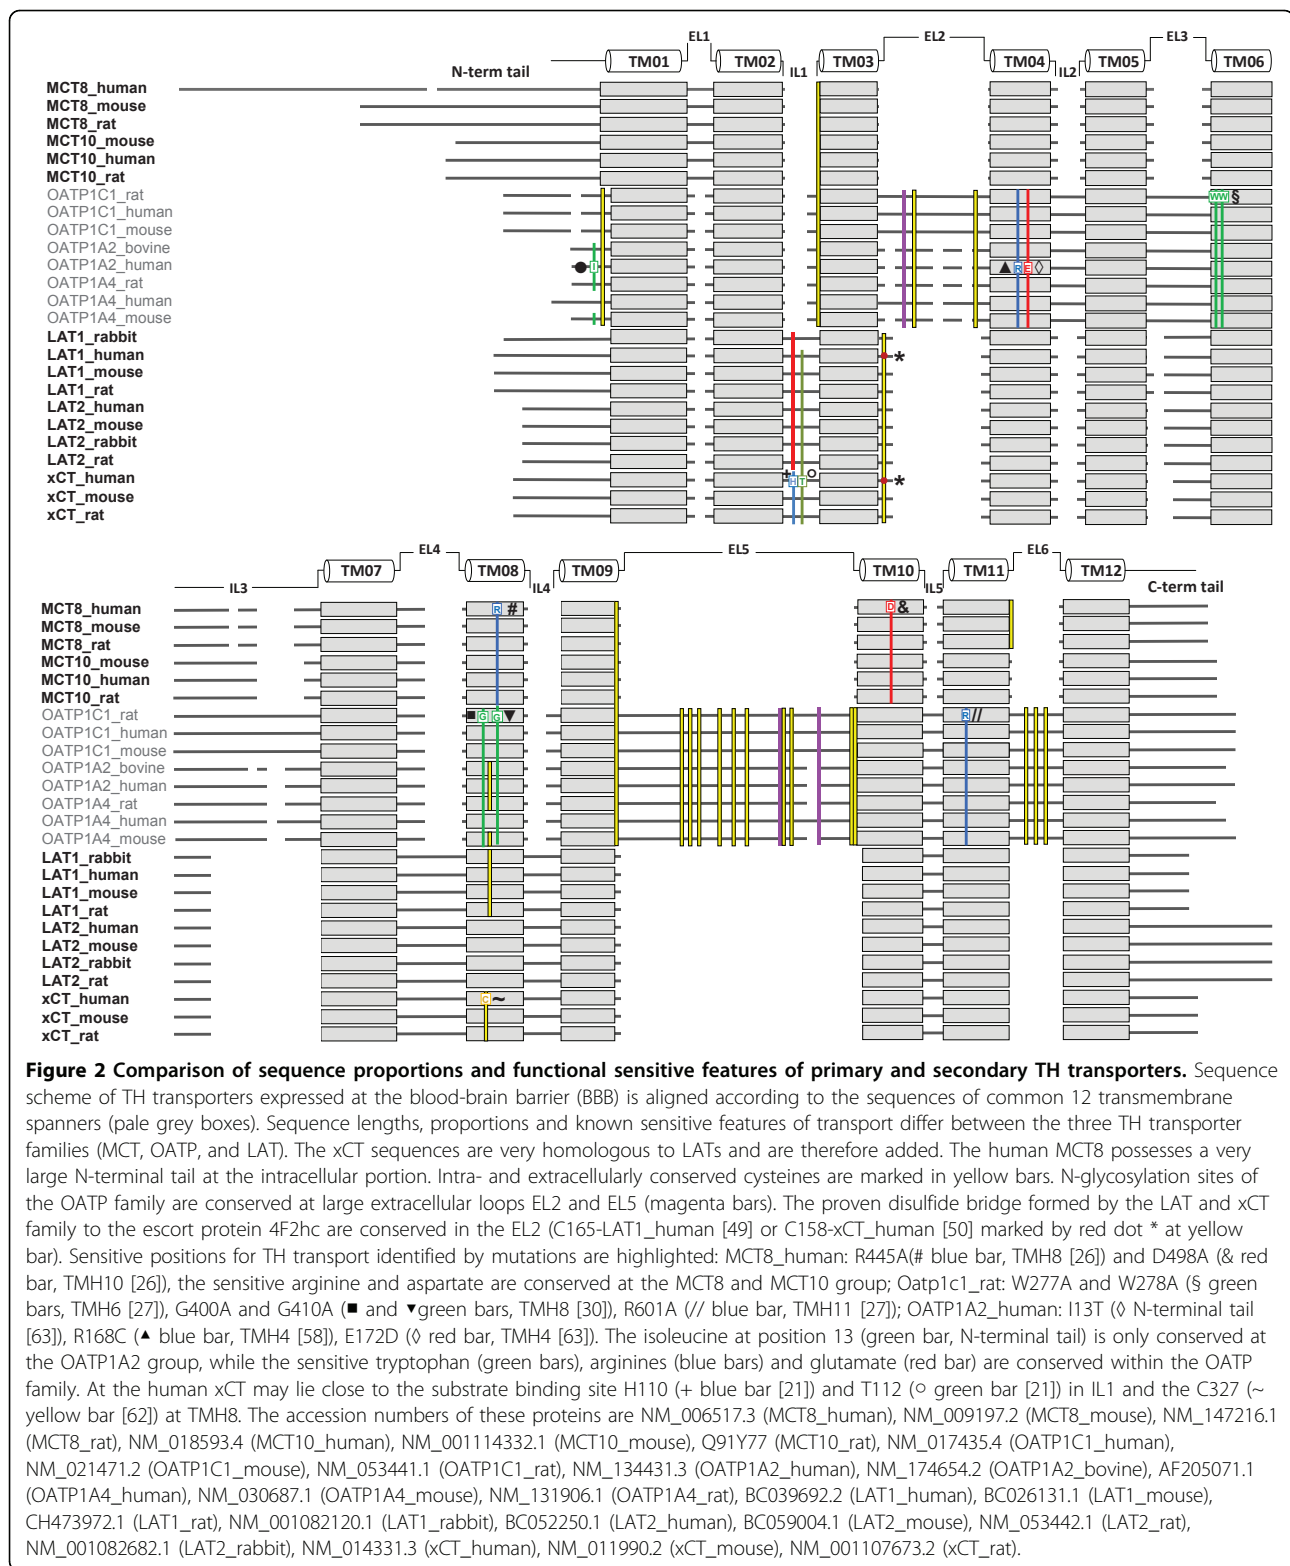 EL1
EL2
EL3
TM01
TM02
TM03
TM04
TM05
TM06
N-term tail
IL1
IL2
MCT8_human
MCT8_mouse
MCT8_rat
MCT10_mouse
MCT10_human
MCT10_rat
OATP1C1_rat
WW §
OATP1C1_human
OATP1C1_mouse
OATP1A2_bovine
OATP1A2_human
● I
▲ R E ◊
OATP1A4_rat
OATP1A4_human
OATP1A4_mouse
LAT1_rabbit
LAT1_human
*
LAT1_mouse
LAT1_rat
LAT2_human
LAT2_mouse
LAT2_rabbit
LAT2_rat
xCT_human
+ H T ○
*
xCT_mouse
xCT_rat
EL4
EL5
EL6
TM07
TM08
TM09
TM10
TM11
TM12
IL3
IL4
IL5
C-term tail
MCT8_human
R #
D &
MCT8_mouse
MCT8_rat
MCT10_mouse
MCT10_human
MCT10_rat
OATP1C1_rat
■ G G ▼
R //
OATP1C1_human
OATP1C1_mouse
OATP1A2_bovine
OATP1A2_human
OATP1A4_rat
OATP1A4_human
OATP1A4_mouse
LAT1_rabbit
LAT1_human
LAT1_mouse
LAT1_rat
LAT2_human
LAT2_mouse
LAT2_rabbit
LAT2_rat
xCT_human
C ~
xCT_mouse
xCT_rat
Figure 2 Comparison of sequence proportions and functional sensitive features of primary and secondary TH transporters. Sequence
scheme of TH transporters expressed at the blood-brain barrier (BBB) is aligned according to the sequences of common 12 transmembrane
spanners (pale grey boxes). Sequence lengths, proportions and known sensitive features of transport differ between the three TH transporter
families (MCT, OATP, and LAT). The xCT sequences are very homologous to LATs and are therefore added. The human MCT8 possesses a very
large N-terminal tail at the intracellular portion. Intra- and extracellularly conserved cysteines are marked in yellow bars. N-glycosylation sites of
the OATP family are conserved at large extracellular loops EL2 and EL5 (magenta bars). The proven disulfide bridge formed by the LAT and xCT
family to the escort protein 4F2hc are conserved in the EL2 (C165-LAT1_human [49] or C158-xCT_human [50] marked by red dot * at yellow
bar). Sensitive positions for TH transport identified by mutations are highlighted: MCT8_human: R445A(# blue bar, TMH8 [26]) and D498A (& red
bar, TMH10 [26]), the sensitive arginine and aspartate are conserved at the MCT8 and MCT10 group; Oatp1c1_rat: W277A and W278A (§ green
bars, TMH6 [27]), G400A and G410A (■ and ▼green bars, TMH8 [30]), R601A (// blue bar, TMH11 [27]); OATP1A2_human: I13T (◊ N-terminal tail
[63]), R168C (▲ blue bar, TMH4 [58]), E172D (◊ red bar, TMH4 [63]). The isoleucine at position 13 (green bar, N-terminal tail) is only conserved at
the OATP1A2 group, while the sensitive tryptophan (green bars), arginines (blue bars) and glutamate (red bar) are conserved within the OATP
family. At the human xCT may lie close to the substrate binding site H110 (+ blue bar [21]) and T112 (○ green bar [21]) in IL1 and the C327 (~
yellow bar [62]) at TMH8. The accession numbers of these proteins are NM_006517.3 (MCT8_human), NM_009197.2 (MCT8_mouse), NM_147216.1
(MCT8_rat), NM_018593.4 (MCT10_human), NM_001114332.1 (MCT10_mouse), Q91Y77 (MCT10_rat), NM_017435.4 (OATP1C1_human),
NM_021471.2 (OATP1C1_mouse), NM_053441.1 (OATP1C1_rat), NM_134431.3 (OATP1A2_human), NM_174654.2 (OATP1A2_bovine), AF205071.1
(OATP1A4_human), NM_030687.1 (OATP1A4_mouse), NM_131906.1 (OATP1A4_rat), BC039692.2 (LAT1_human), BC026131.1 (LAT1_mouse),
CH473972.1 (LAT1_rat), NM_001082120.1 (LAT1_rabbit), BC052250.1 (LAT2_human), BC059004.1 (LAT2_mouse), NM_053442.1 (LAT2_rat),
NM_001082682.1 (LAT2_rabbit), NM_014331.3 (xCT_human), NM_011990.2 (xCT_mouse), NM_001107673.2 (xCT_rat).